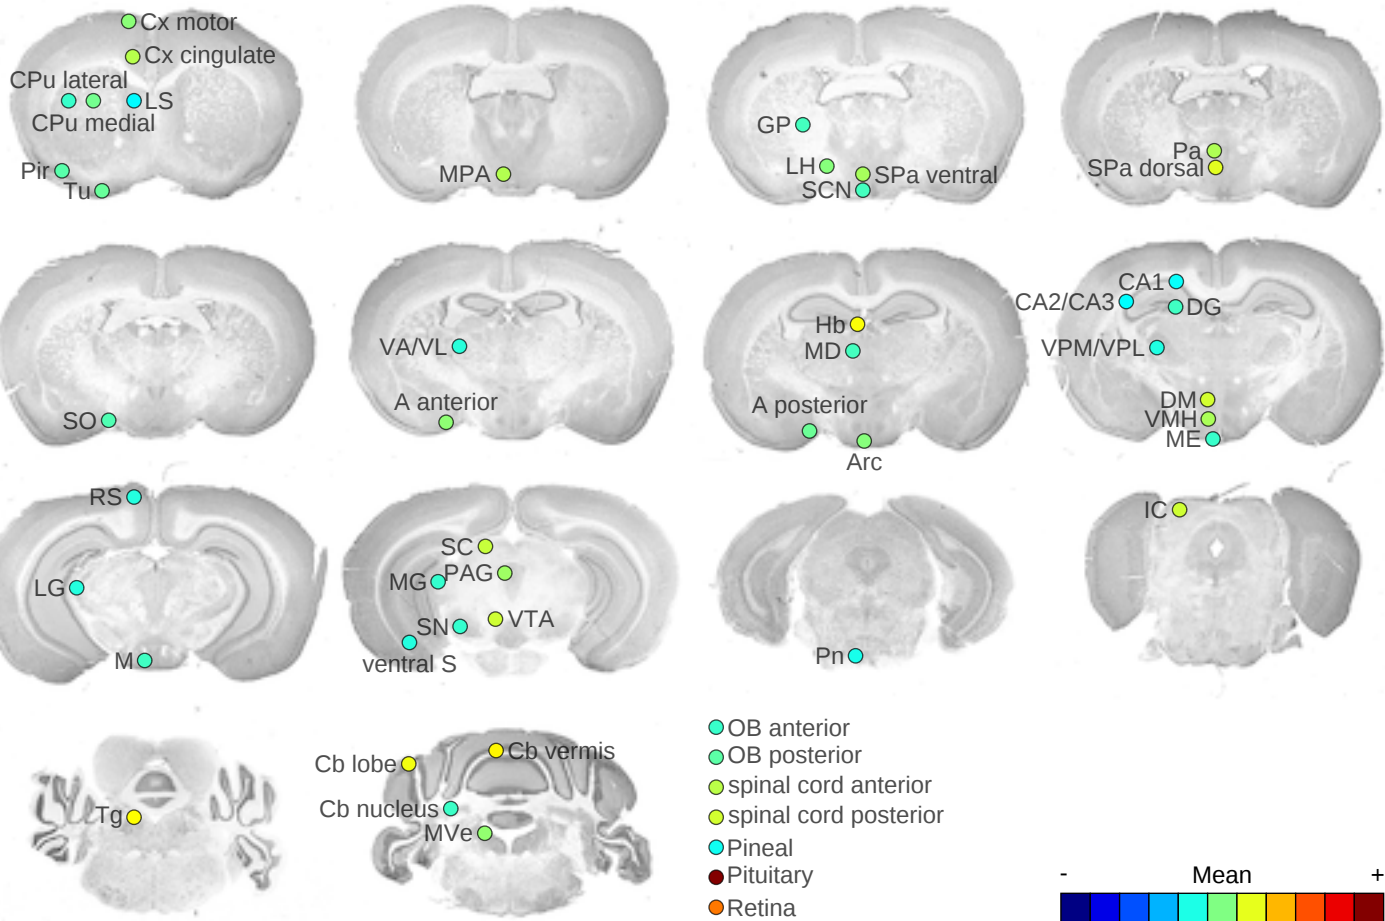 Cx motor
Cx cingulate
CPu lateral
LS
CPu medial
Pir
Tu
MPA
GP
LH
SPa ventral
SCN
Pa
SPa dorsal
SO
VA/VL
A anterior
Hb
MD
A posterior
Arc
CA1
CA2/CA3
DG
VPM/VPL
DM
VMH
ME
RS
LG
M
SC
MG
PAG
SN
VTA
ventral S
Pn
IC
Tg
Cb lobe
Cb vermis
Cb nucleus
MVe
OB anterior
OB posterior
spinal cord anterior
spinal cord posterior
Pineal
Pituitary
Retina
- Mean +